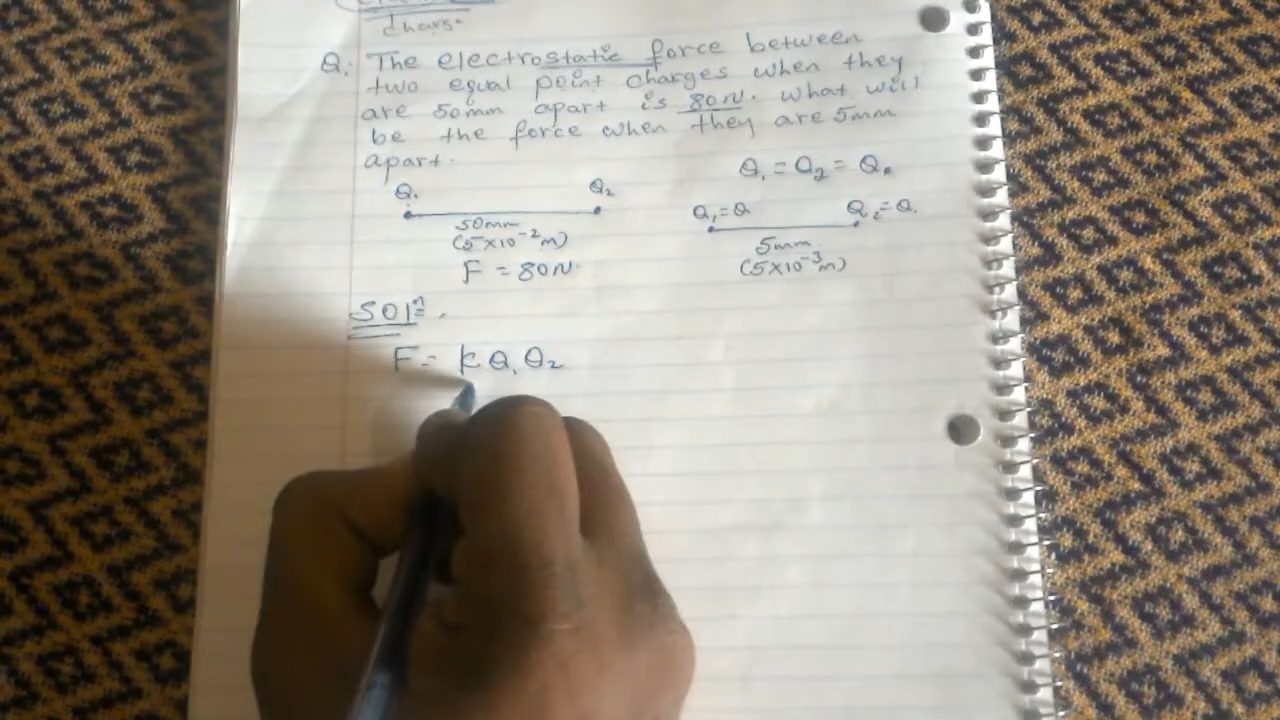 Q. The electrostatic force between
two equal point charges when they
are 50mm apart is 80N. What will
be the force when they are 5mm
apart.
Q₁ = Q₂ = Q.
Q₁ Q₂
50mm
(5×10⁻²m)
F = 80N
Q₁=Q Q₂=Q.
5mm
(5×10⁻³m)
Solⁿ.
F = KQ₁Q₂